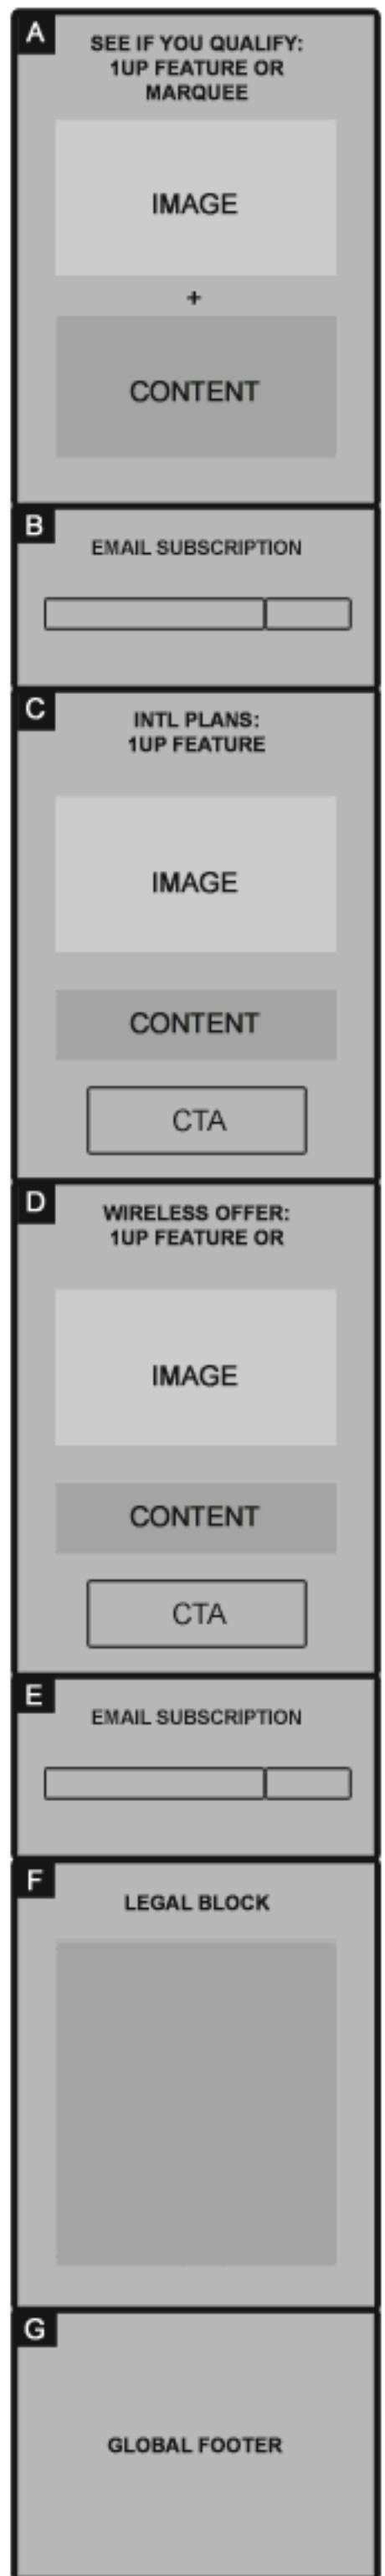 A
SEE IF YOU QUALIFY:
1UP FEATURE OR
MARQUEE
IMAGE
+
CONTENT
B
EMAIL SUBSCRIPTION
C
INTL PLANS:
1UP FEATURE
IMAGE
CONTENT
CTA
D
WIRELESS OFFER:
1UP FEATURE OR
IMAGE
CONTENT
CTA
E
EMAIL SUBSCRIPTION
F
LEGAL BLOCK
G
GLOBAL FOOTER